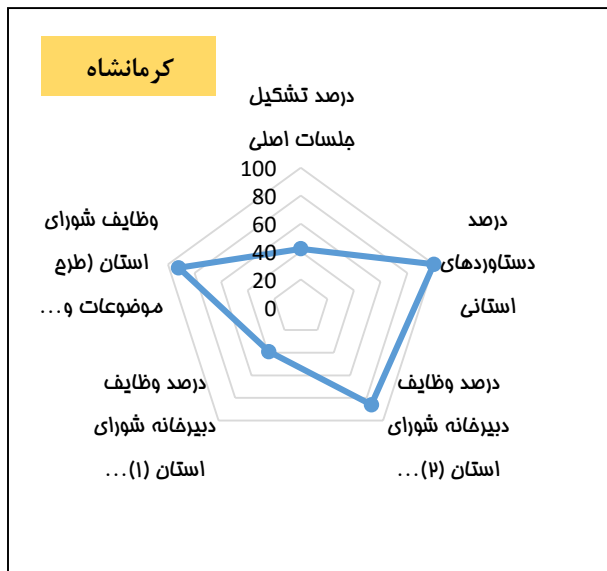 کرمانشاه
درصد تشکیل
جلسات اصلی
100
80
60
40
20
0
درصد
دستاوردهای
استانی
درصد وظایف
دبیرخانه شورای
استان (۲)...
درصد وظایف
دبیرخانه شورای
استان (۱)...
وظایف شورای
استان (طرح
موضوعات و...